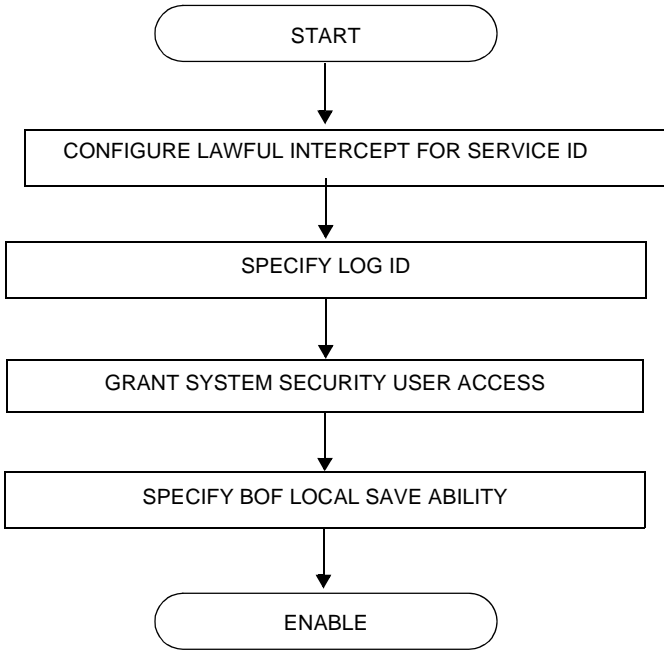 START
CONFIGURE LAWFUL INTERCEPT FOR SERVICE ID
SPECIFY LOG ID
GRANT SYSTEM SECURITY USER ACCESS
SPECIFY BOF LOCAL SAVE ABILITY
ENABLE